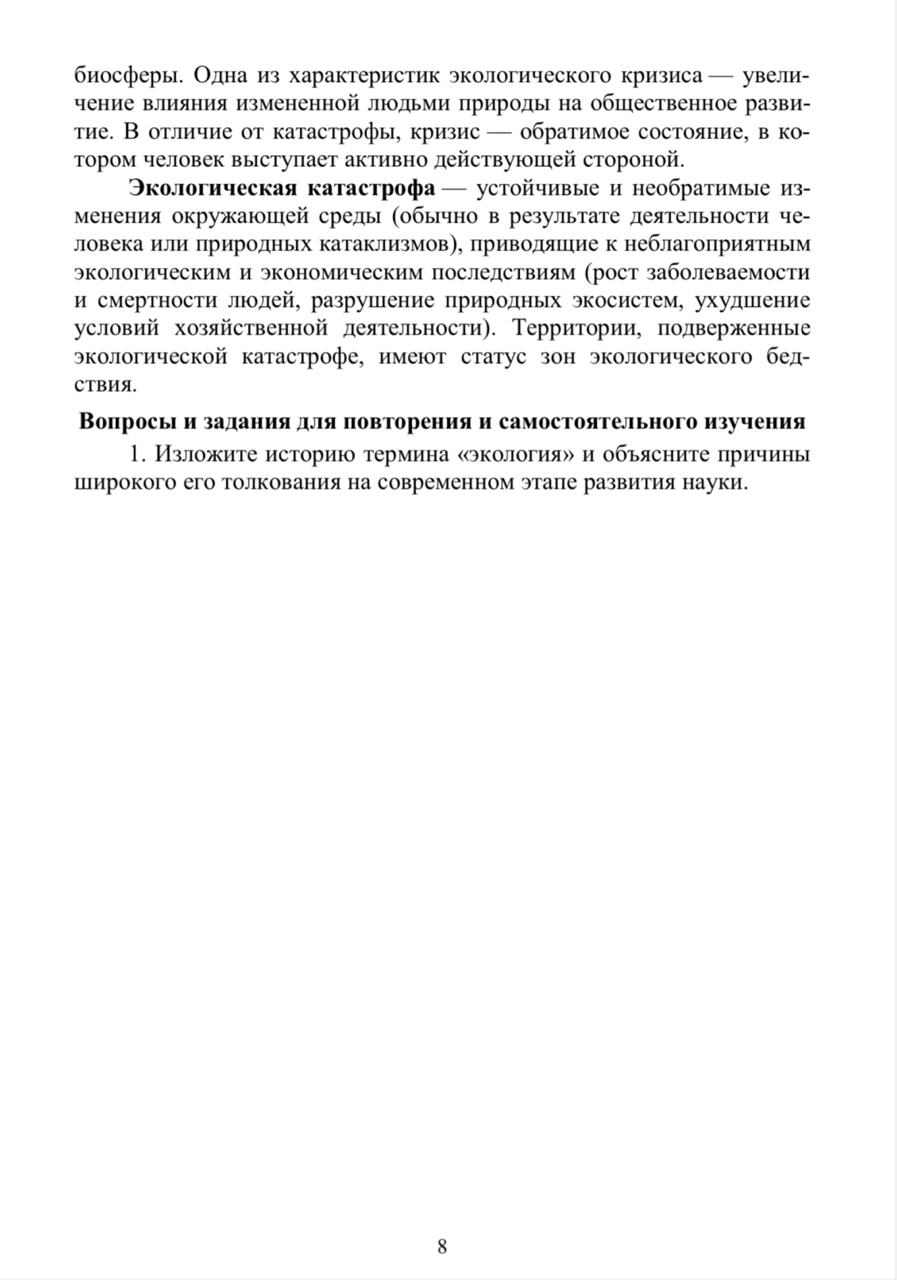 биосферы. Одна из характеристик экологического кризиса — увели-
чение влияния измененной людьми природы на общественное разви-
тие. В отличие от катастрофы, кризис — обратимое состояние, в ко-
тором человек выступает активно действующей стороной.
Экологическая катастрофа — устойчивые и необратимые из-
менения окружающей среды (обычно в результате деятельности че-
ловека или природных катаклизмов), приводящие к неблагоприятным
экологическим и экономическим последствиям (рост заболеваемости
и смертности людей, разрушение природных экосистем, ухудшение
условий хозяйственной деятельности). Территории, подверженные
экологической катастрофе, имеют статус зон экологического бед-
ствия.
Вопросы и задания для повторения и самостоятельного изучения
1. Изложите историю термина «экология» и объясните причины
широкого его толкования на современном этапе развития науки.
8